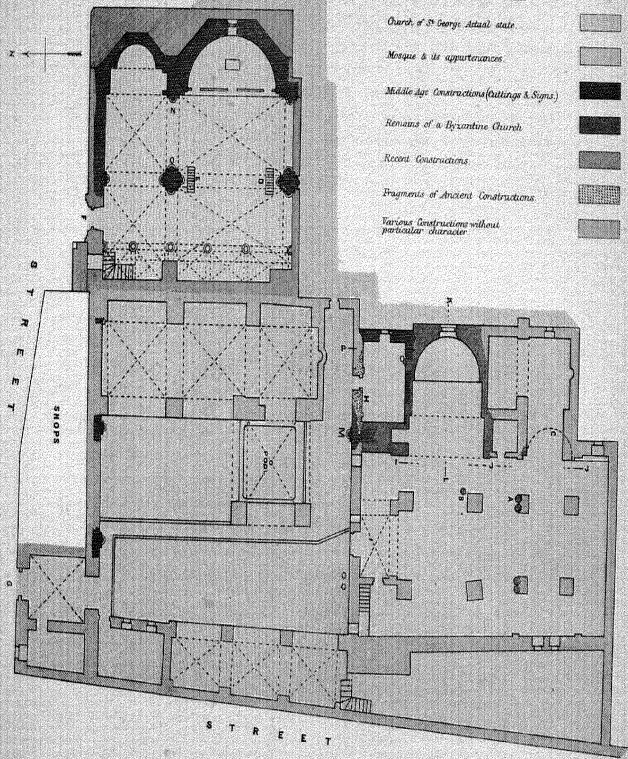 Church of St George Actual state.
Mosque & its appurtenances.
Middle Age Constructions (Cuttings & Signs.)
Remains of a Byzantine Church
Recent Constructions
Fragments of Ancient Constructions.
Various Constructions without
particular character
N
STREET
SHOPS
F
G
N
O
P
H
M
K
L
B
A
C
STREET